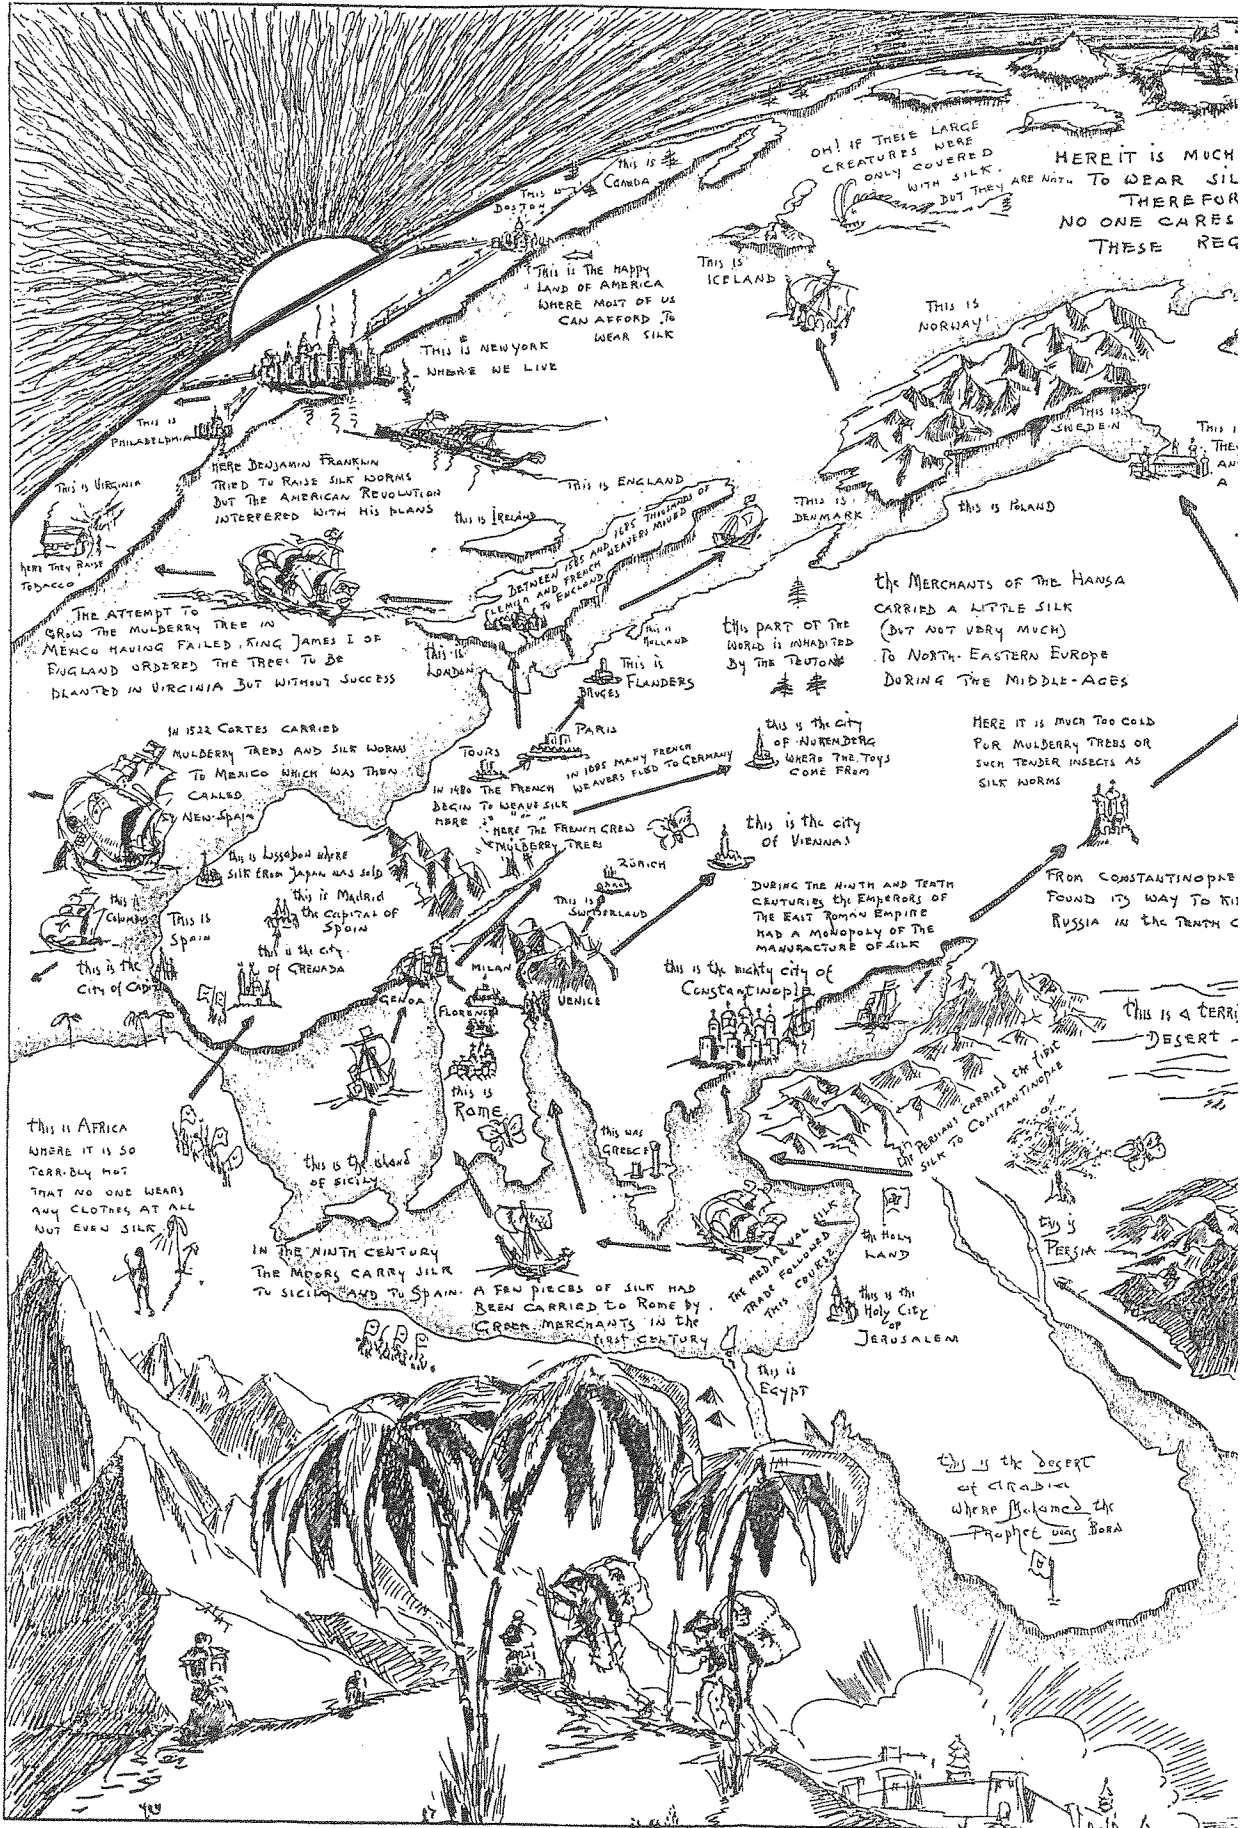 this is
Canada
This is
Boston
This is the happy
land of America
where most of us
can afford to
wear silk
This is New York
where we live
This is
Philadelphia
Here Benjamin Franklin
tried to raise silk worms
but the American Revolution
interfered with his plans
This is Virginia
here they raise
tobacco
The attempt to
grow the mulberry tree in
Mexico having failed, King James I of
England ordered the trees to be
planted in Virginia but without success
OH! IF THESE LARGE
CREATURES WERE
ONLY COVERED
WITH SILK.
BUT THEY ARE NOT.
HERE IT IS MUCH
TO WEAR SIL
THEREFOR
NO ONE CARES
THESE REG
This is
Iceland
This is
Norway
This is
Sweden
This i
The
an
a
This is England
this is Ireland
Between 1585 and 1685 thousands of
Flemish and French weavers moved
to England
this is
London
this is
Holland
This is
Flanders
Bruges
This is
Denmark
this is Poland
the Merchants of the Hansa
carried a little silk
(but not very much)
to North-Eastern Europe
during the Middle-Ages
this part of the
world is inhabited
by the Teutons
In 1522 Cortes carried
mulberry trees and silk worms
to Mexico which was then
called
New-Spain
Tours
Paris
In 1480 the French
begin to weave silk
here
Here the French grew
mulberry trees
In 1685 many French
weavers fled to Germany
this is the city
of Nurenberg
where the toys
come from
Here it is much too cold
for mulberry trees or
such tender insects as
silk worms
this is the city
of Viennas
Zürich
This is
Switzerland
During the ninth and tenth
centuries the Emperors of
the East Roman Empire
had a monopoly of the
manufacture of silk
From Constantinople
found its way to Ki
Russia in the tenth c
this is Lissabon where
silk from Japan was sold
this is Madrid
the capital of
Spain
this is
Columbus
This is
Spain
this is the
City of Cadiz
this is the city
of Grenada
Genoa
Milan
Venice
Florence
this is
Rome
this is the mighty city of
Constantinople
this is a terri
desert
the Persians carried the first
silk to Constantinople
this is Africa
where it is so
terribly hot
that no one wears
any clothes at all
not even silk
this is the island
of Sicily
this was
Greece
In the ninth century
the Moors carry silk
to Sicily and to Spain.
A few pieces of silk had
been carried to Rome by
Greek merchants in the
first century
The mediaeval silk
trade followed
this course
the Holy
Land
this is the
Holy City
of
Jerusalem
this is
Persia
this is
Egypt
this is the desert
of Arabia
where Mohamed the
Prophet was born